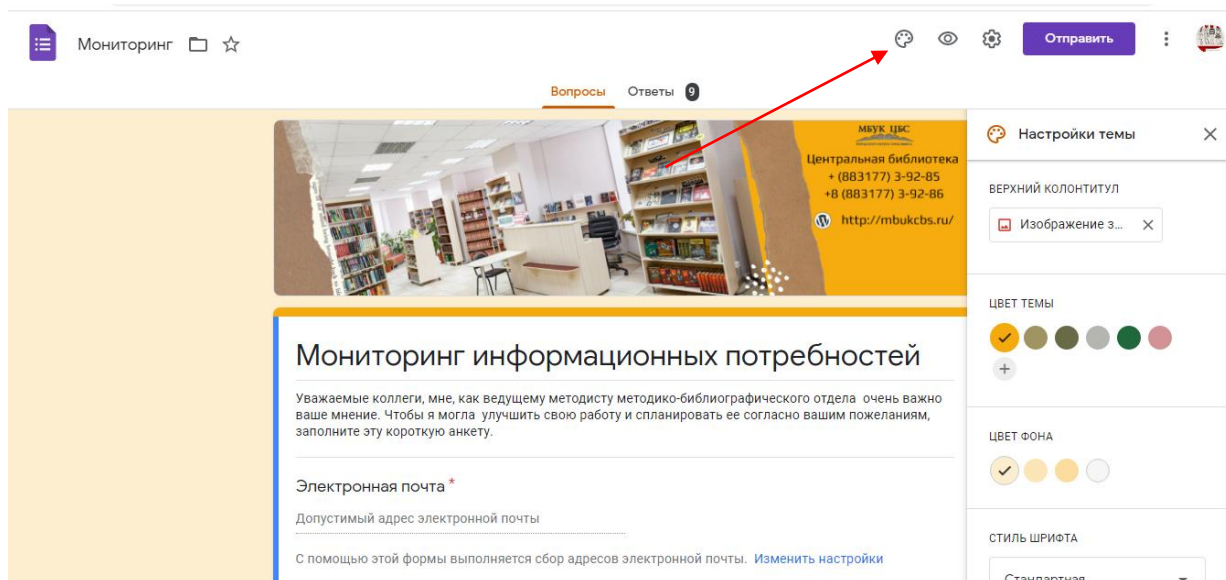 Мониторинг
Отправить
Вопросы
Ответы 9
МБУК ЦБС
Центральная библиотека
+ (883177) 3-92-85
+8 (883177) 3-92-86
http://mbukcbs.ru/
Мониторинг информационных потребностей
Уважаемые коллеги, мне, как ведущему методисту методико-библиографического отдела очень важно
ваше мнение. Чтобы я могла улучшить свою работу и спланировать ее согласно вашим пожеланиям,
заполните эту короткую анкету.
Электронная почта *
Допустимый адрес электронной почты
С помощью этой формы выполняется сбор адресов электронной почты. Изменить настройки
Настройки темы
ВЕРХНИЙ КОЛОНТИТУЛ
Изображение з...
ЦВЕТ ТЕМЫ
ЦВЕТ ФОНА
СТИЛЬ ШРИФТА
Стандартная